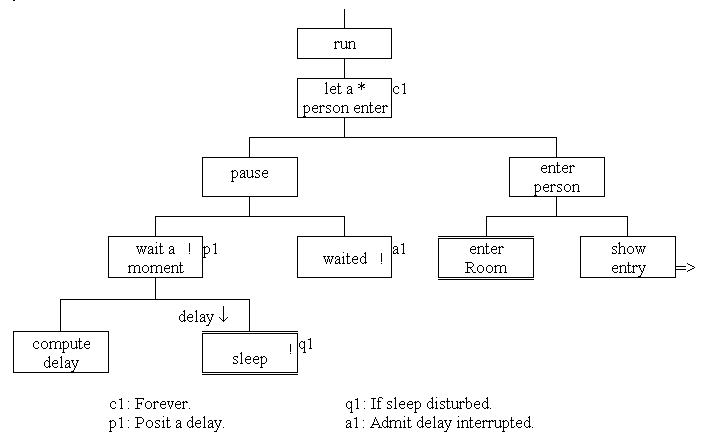 run
let a *
person enter
c1
pause
enter
person
wait a !
moment
p1
waited !
a1
enter
Room
show
entry
=>
delay ↓
compute
delay
!
sleep
q1
c1: Forever.
q1: If sleep disturbed.
p1: Posit a delay.
a1: Admit delay interrupted.